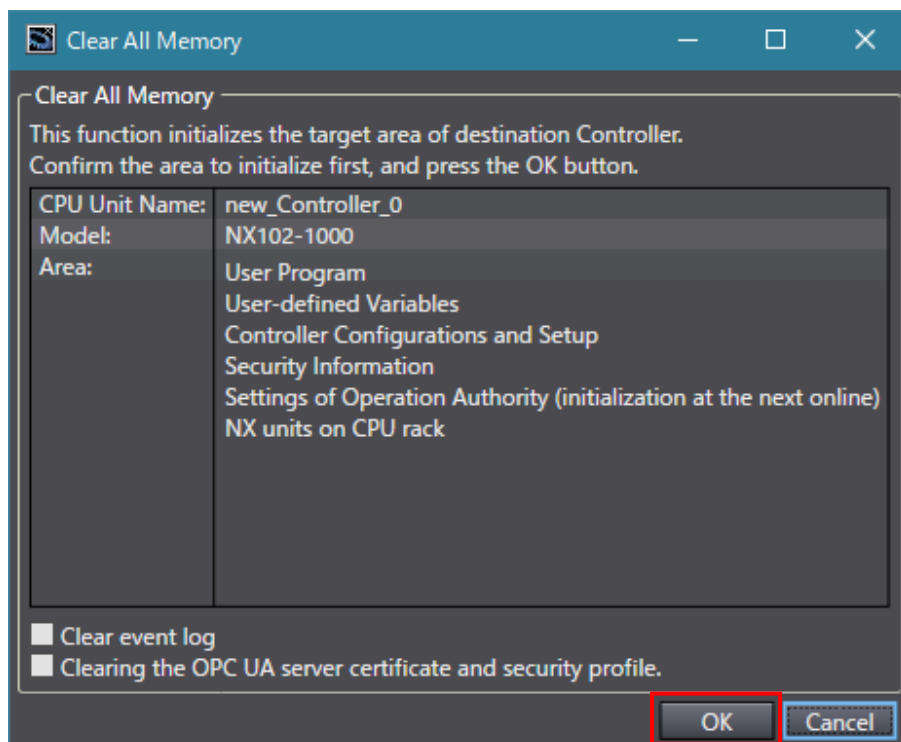 Clear All Memory
Clear All Memory
This function initializes the target area of destination Controller.
Confirm the area to initialize first, and press the OK button.
CPU Unit Name: new_Controller_0
Model: NX102-1000
Area: User Program
User-defined Variables
Controller Configurations and Setup
Security Information
Settings of Operation Authority (initialization at the next online)
NX units on CPU rack
Clear event log
Clearing the OPC UA server certificate and security profile.
OK Cancel